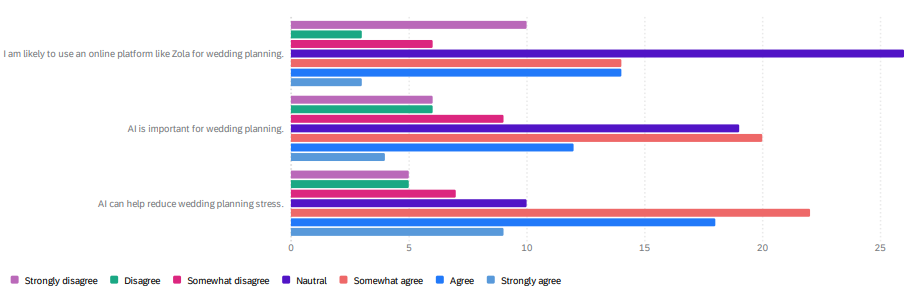 I am likely to use an online platform like Zola for wedding planning.
AI is important for wedding planning.
AI can help reduce wedding planning stress.
0 5 10 15 20 25
Strongly disagree Disagree Somewhat disagree Nautral Somewhat agree Agree Strongly agree